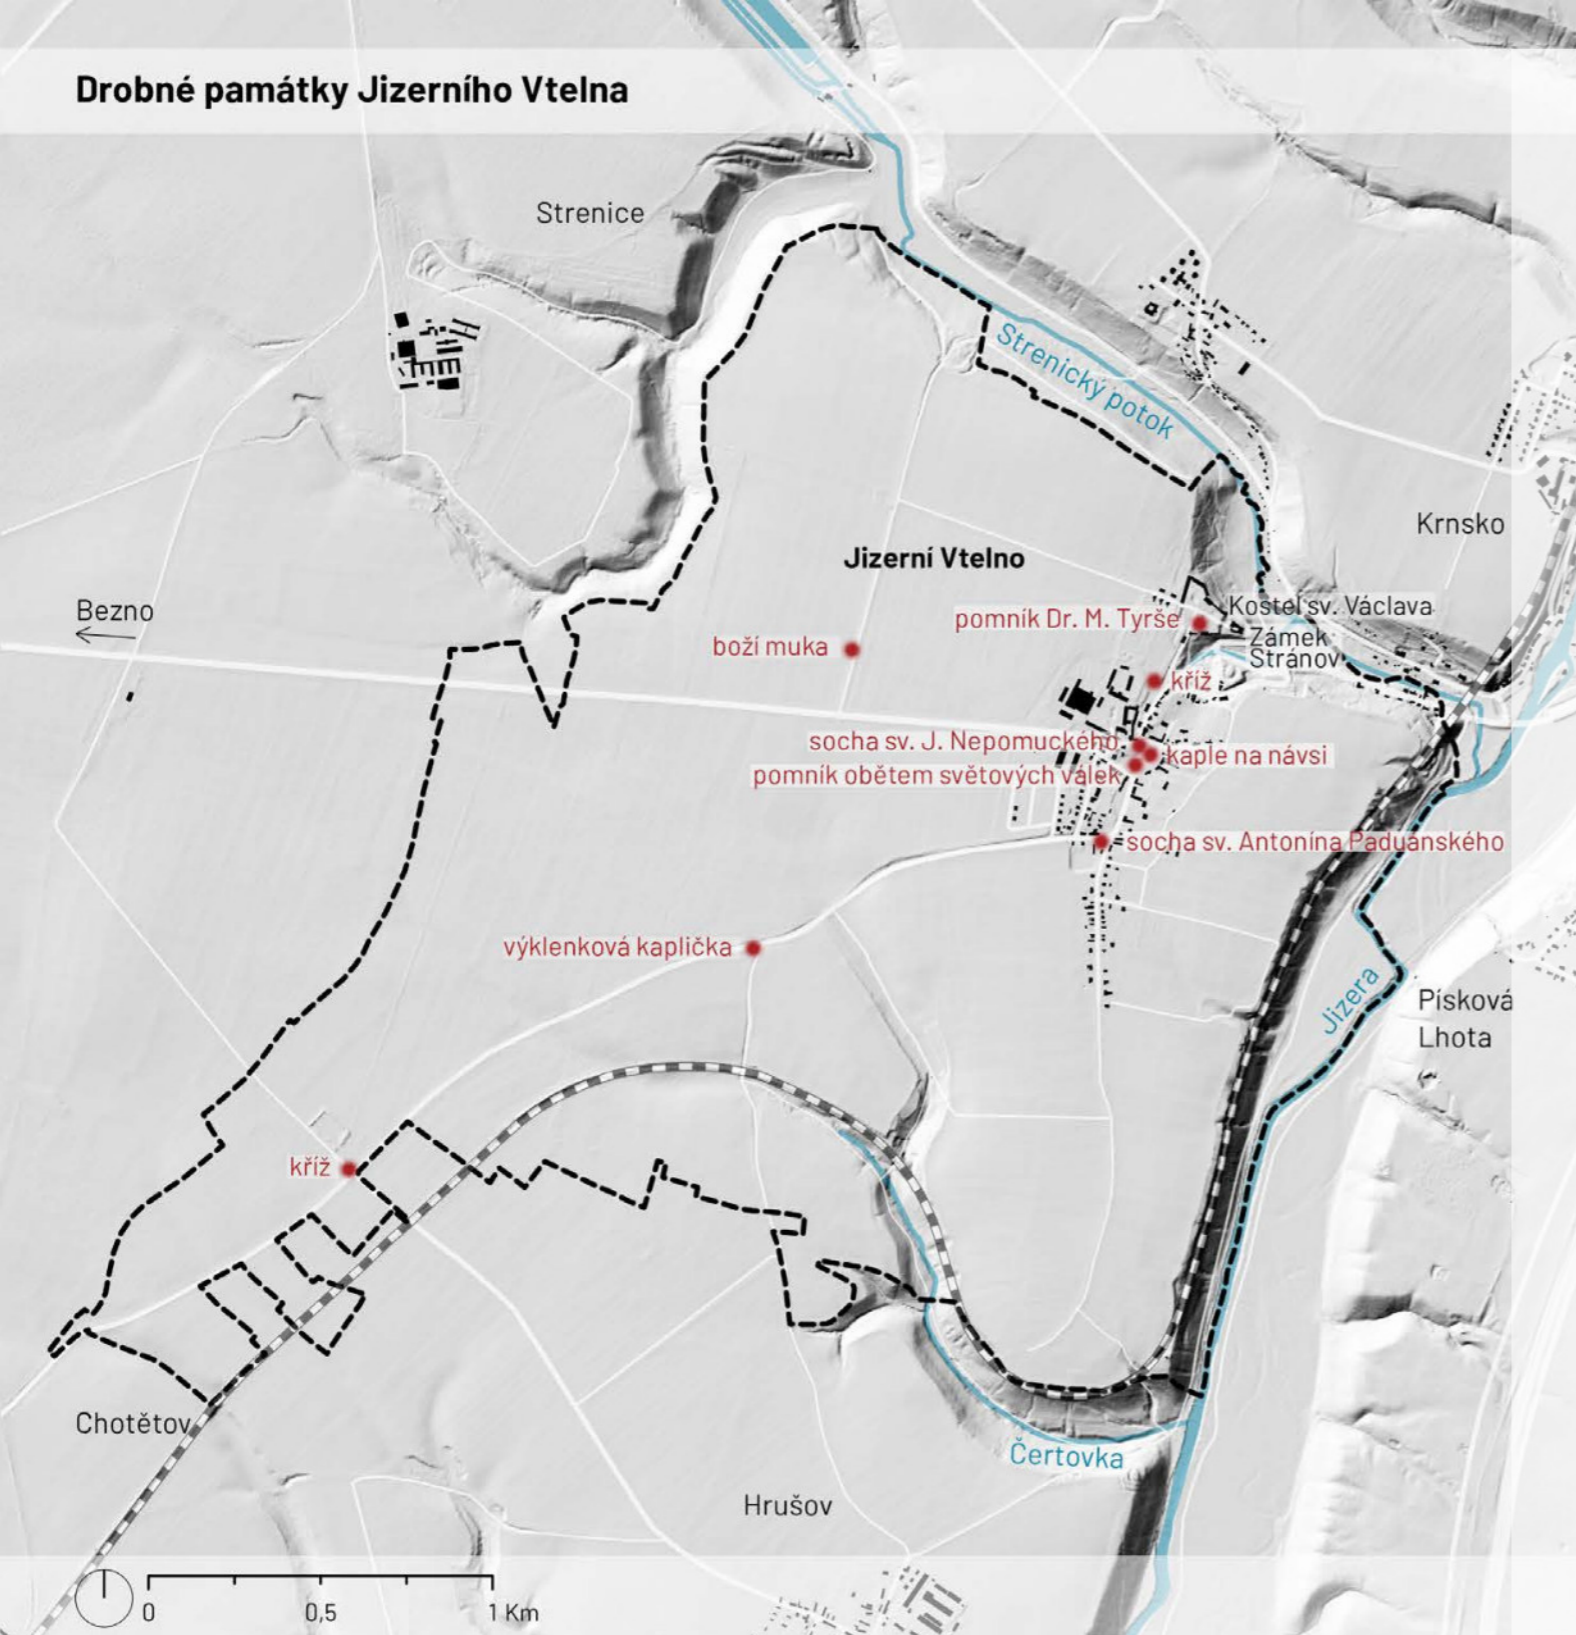 Drobné památky Jizerního Vtelna
Strenice
Strenický potok
Krnsko
Jizerní Vtelno
Bezno
Kostel sv. Václava
pomník Dr. M. Tyrše
Zámek
Stránov
boží muka
kříž
socha sv. J. Nepomuckého
kaple na návsi
pomník obětem světových válek
socha sv. Antonína Paduánského
výklenková kaplička
Jizera
Písková
Lhota
kříž
Chotětov
Čertovka
Hrušov
0
0,5
1 Km